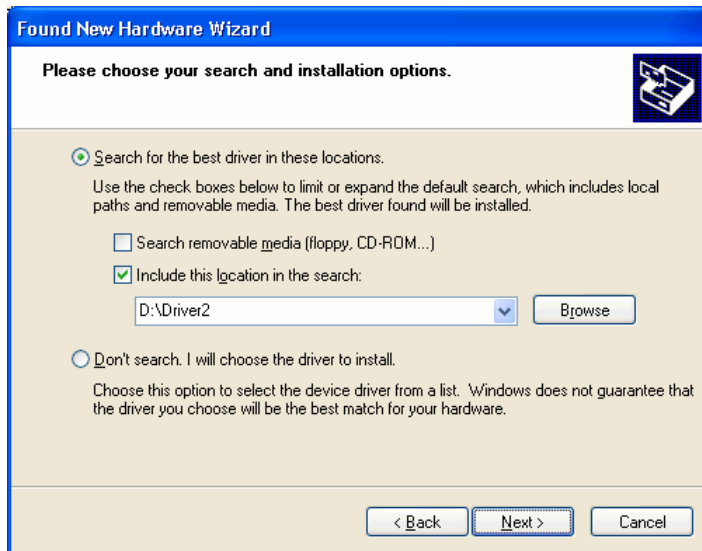 Found New Hardware Wizard
Please choose your search and installation options.
Search for the best driver in these locations.
Use the check boxes below to limit or expand the default search, which includes local
paths and removable media. The best driver found will be installed.
Search removable media (floppy, CD-ROM...)
Include this location in the search:
D:\Driver2
Browse
Don't search. I will choose the driver to install.
Choose this option to select the device driver from a list.  Windows does not guarantee that
the driver you choose will be the best match for your hardware.
< Back
Next >
Cancel